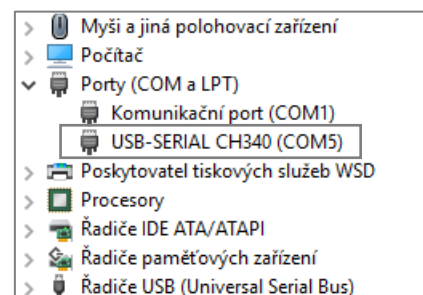 Myši a jiná polohovací zařízení
Počítač
Porty (COM a LPT)
Komunikační port (COM1)
USB-SERIAL CH340 (COM5)
Poskytovatel tiskových služeb WSD
Procesory
Řadiče IDE ATA/ATAPI
Řadiče paměťových zařízení
Řadiče USB (Universal Serial Bus)